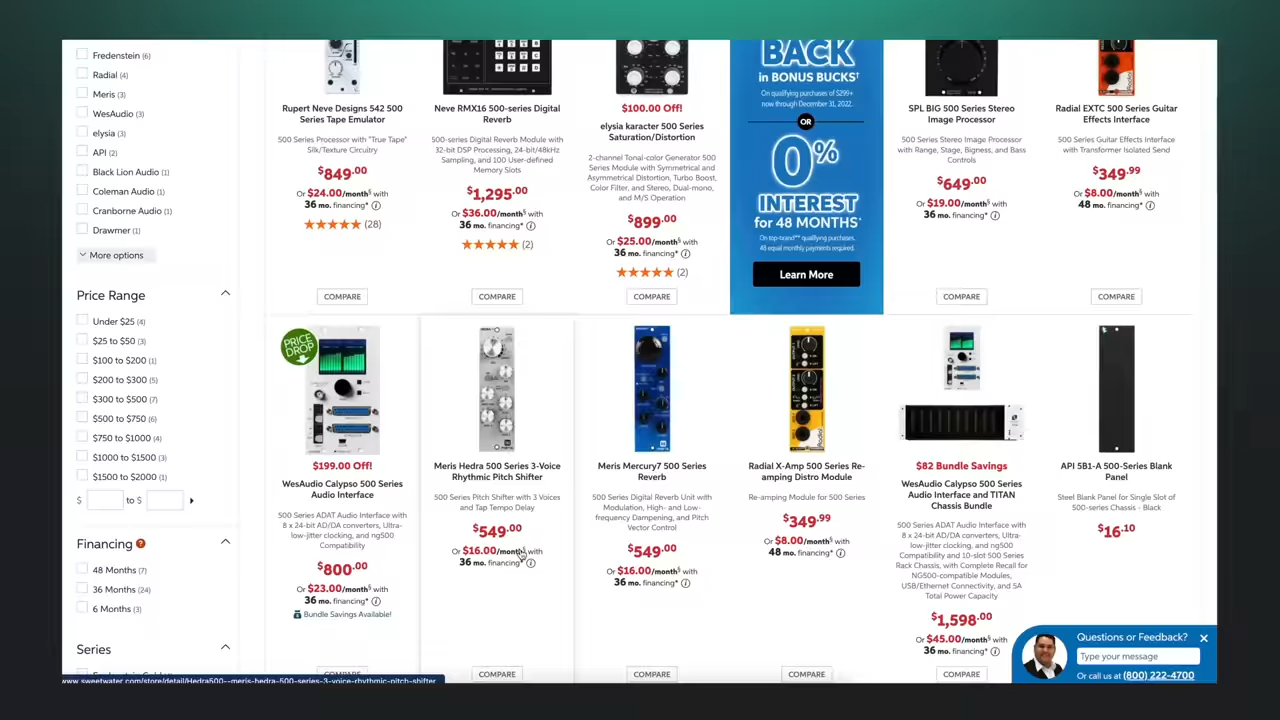 Fredenstein (6)
Radial (4)
Meris (3)
WesAudio (3)
elysia (3)
API (2)
Black Lion Audio (1)
Coleman Audio (1)
Cranborne Audio (1)
Drawmer (1)
More options
Price Range
Under $25 (4)
$25 to $50 (3)
$100 to $200 (1)
$200 to $300 (5)
$300 to $500 (7)
$500 to $750 (6)
$750 to $1000 (4)
$1000 to $1500 (3)
$1500 to $2000 (1)
$ to $
Financing ?
48 Months (7)
36 Months (24)
6 Months (3)
Series
Rupert Neve Designs 542 500
Series Tape Emulator
500 Series Processor with "True Tape"
Silk/Texture Circuitry
$849.00
Or $24.00/month§ with
36 mo. financing* i
(28)
COMPARE
Neve RMX16 500-series Digital
Reverb
500-series Digital Reverb Module with
32-bit DSP Processing, 24-bit/48kHz
Sampling, and 100 User-defined
Memory Slots
$1,295.00
Or $36.00/month§ with
36 mo. financing* i
(2)
COMPARE
$100.00 Off!
elysia karacter 500 Series
Saturation/Distortion
2-channel Tonal-color Generator 500
Series Module with Symmetrical and
Asymmetrical Distortion, Turbo Boost,
Color Filter, and Stereo, Dual-mono,
and M/S Operation
$899.00
Or $25.00/month§ with
36 mo. financing* i
(2)
COMPARE
BACK
in BONUS BUCKS†
On qualifying purchases of $299+
now through December 31, 2022.
OR
0%
INTEREST
for 48 MONTHS*
On top-brand** qualifying purchases.
48 equal monthly payments required.
Learn More
SPL BIG 500 Series Stereo
Image Processor
500 Series Stereo Image Processor
with Range, Stage, Bigness, and Bass
Controls
$649.00
Or $19.00/month§ with
36 mo. financing* i
COMPARE
Radial EXTC 500 Series Guitar
Effects Interface
500 Series Guitar Effects Interface
with Transformer Isolated Send
$349.99
Or $8.00/month§ with
48 mo. financing* i
COMPARE
PRICE
DROP
$199.00 Off!
WesAudio Calypso 500 Series
Audio Interface
500 Series ADAT Audio Interface with
8 x 24-bit AD/DA converters, Ultra-
low-jitter clocking, and ng500
Compatibility
$800.00
Or $23.00/month§ with
36 mo. financing* i
Bundle Savings Available!
COMPARE
Meris Hedra 500 Series 3-Voice
Rhythmic Pitch Shifter
500 Series Pitch Shifter with 3 Voices
and Tap Tempo Delay
$549.00
Or $16.00/month§ with
36 mo. financing* i
COMPARE
Meris Mercury7 500 Series
Reverb
500 Series Digital Reverb Unit with
Modulation, High- and Low-
frequency Dampening, and Pitch
Vector Control
$549.00
Or $16.00/month§ with
36 mo. financing* i
COMPARE
Radial
Radial X-Amp 500 Series Re-
amping Distro Module
Re-amping Module for 500 Series
$349.99
Or $8.00/month§ with
48 mo. financing* i
COMPARE
$82 Bundle Savings
WesAudio Calypso 500 Series
Audio Interface and TITAN
Chassis Bundle
500 Series ADAT Audio Interface with
8 x 24-bit AD/DA converters, Ultra-
low-jitter clocking, and ng500
Compatibility and 10-slot 500 Series
Rack Chassis, with Complete Recall for
NG500-compatible Modules,
USB/Ethernet Connectivity, and 5A
Total Power Capacity
$1,598.00
Or $45.00/month§ with
36 mo. financing* i
COMPARE
API 5B1-A 500-Series Blank
Panel
Steel Blank Panel for Single Slot of
500-series Chassis - Black
$16.10
Questions or Feedback?
Type your message
Or call us at (800) 222-4700
www.sweetwater.com/store/detail/Hedra500--meris-hedra-500-series-3-voice-rhythmic-pitch-shifter